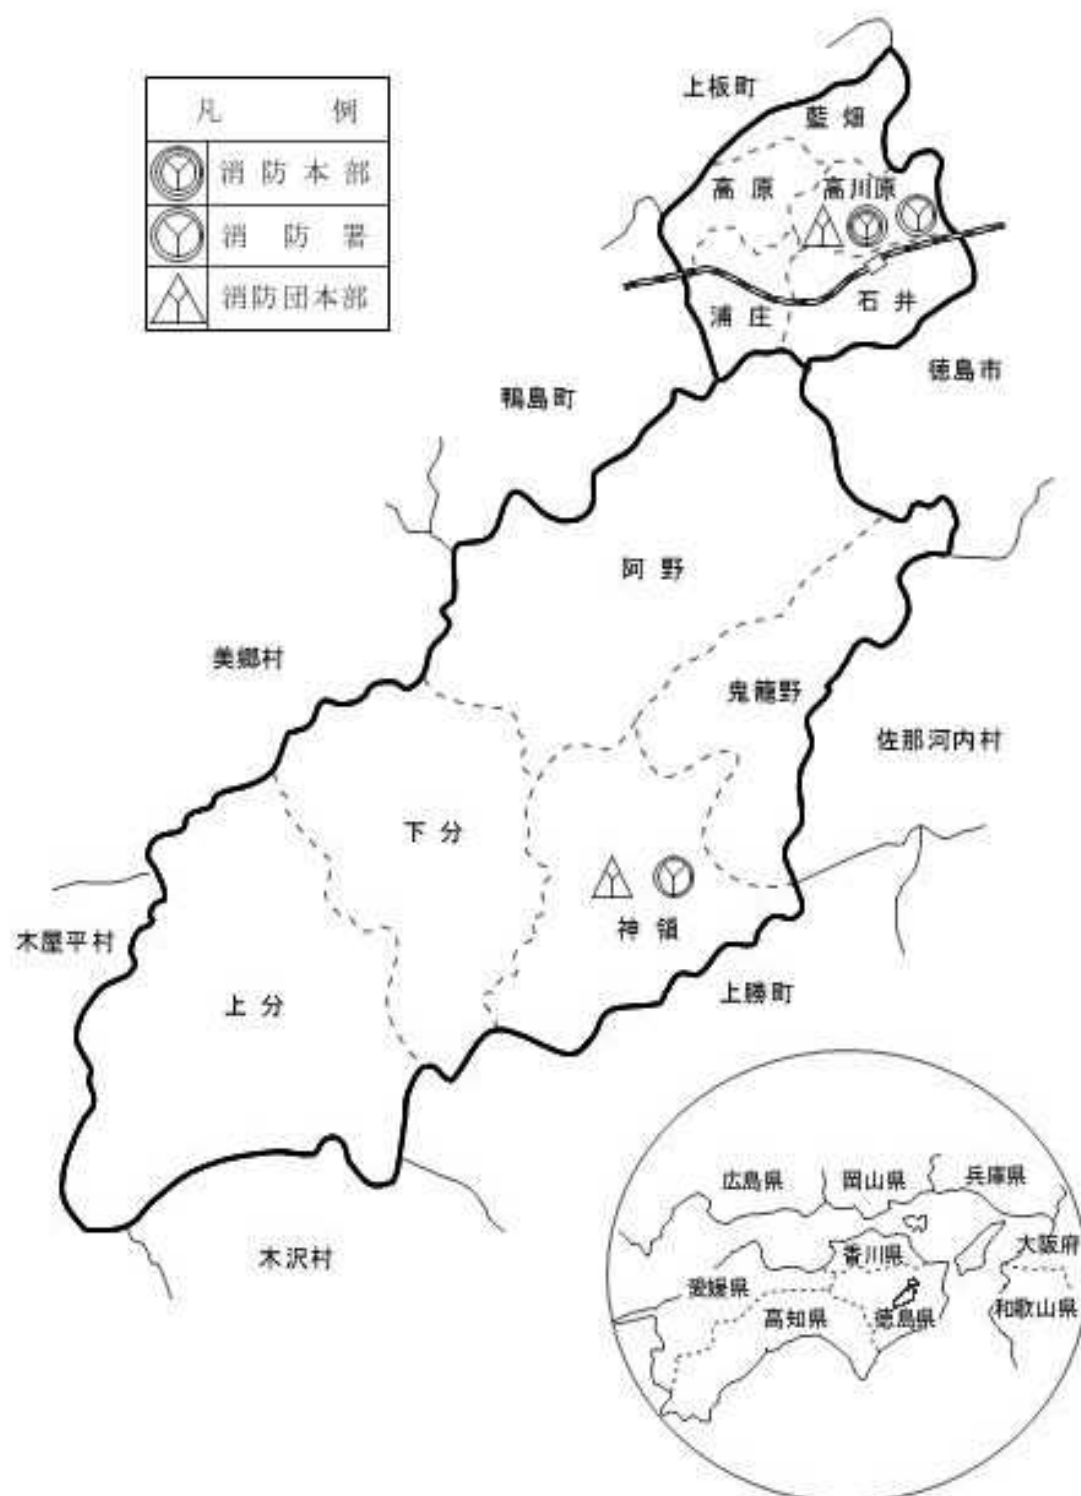 凡例
消防本部
消防署
消防団本部
上板町
藍畑
高原
高川原
浦庄
石井
徳島市
鴨島町
阿野
美郷村
鬼籠野
佐那河内村
下分
神領
木屋平村
上分
上勝町
木沢村
広島県
岡山県
兵庫県
大阪府
香川県
愛媛県
高知県
徳島県
和歌山県